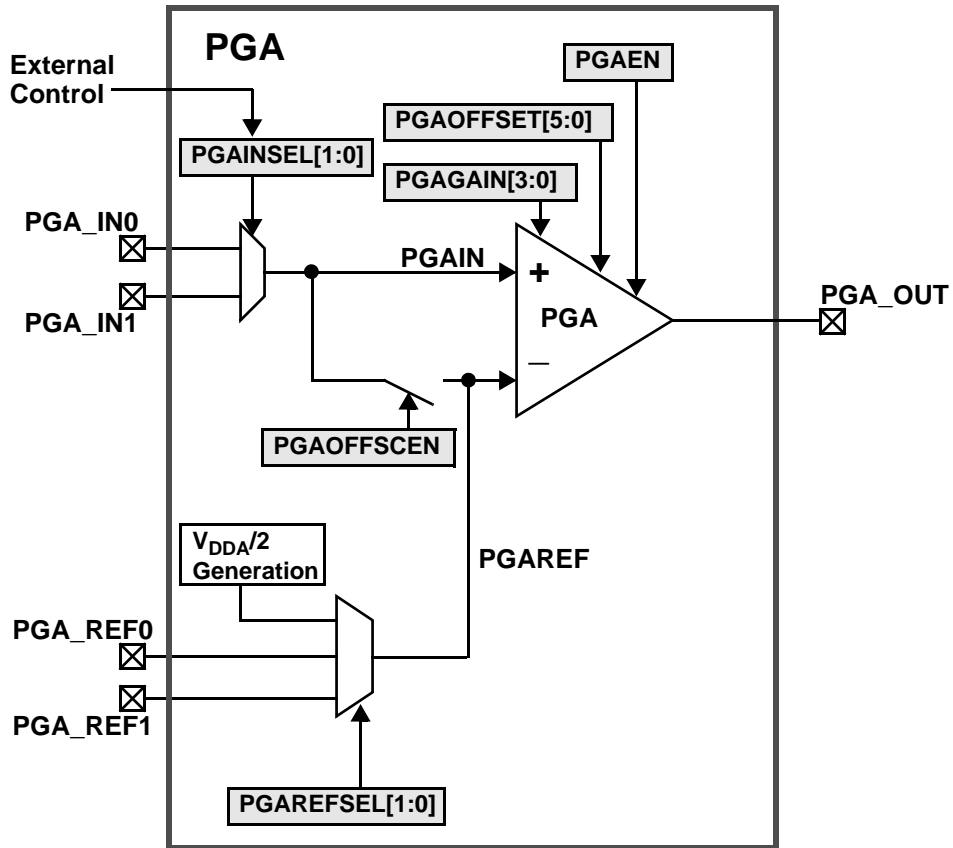 PGA
External
Control
PGAEN
PGAOFFSET[5:0]
PGAINSEL[1:0]
PGAGAIN[3:0]
PGA_IN0
PGAIN
+
PGA_IN1
PGA
PGA_OUT
–
PGAOFFSCEN
VDDA/2
Generation
PGAREF
PGA_REF0
PGA_REF1
PGAREFSEL[1:0]